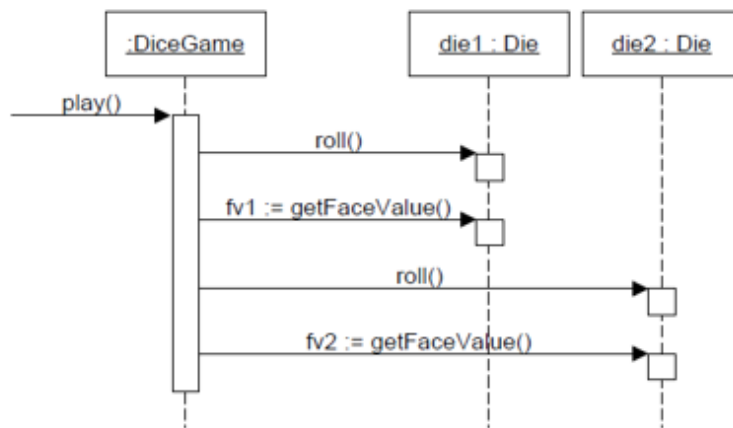 :DiceGame
die1 : Die
die2 : Die
play()
roll()
fv1 := getFaceValue()
roll()
fv2 := getFaceValue()